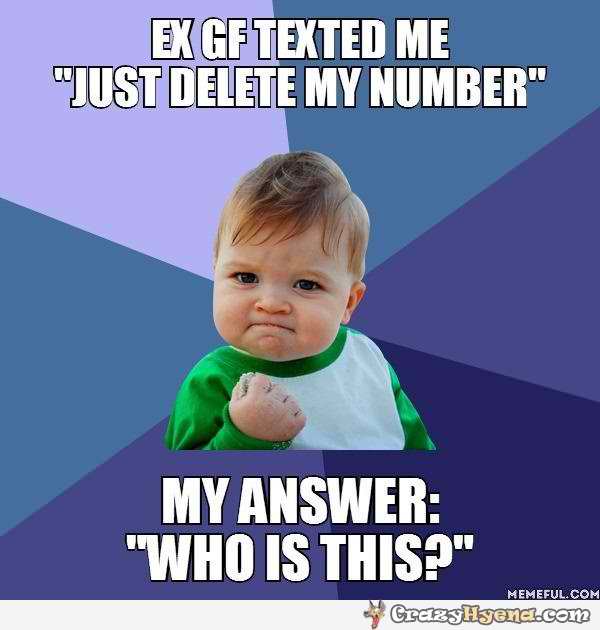 EX GF TEXTED ME
"JUST DELETE MY NUMBER"
MY ANSWER:
"WHO IS THIS?"
MEMEFUL.COM
CrazyHyena.com